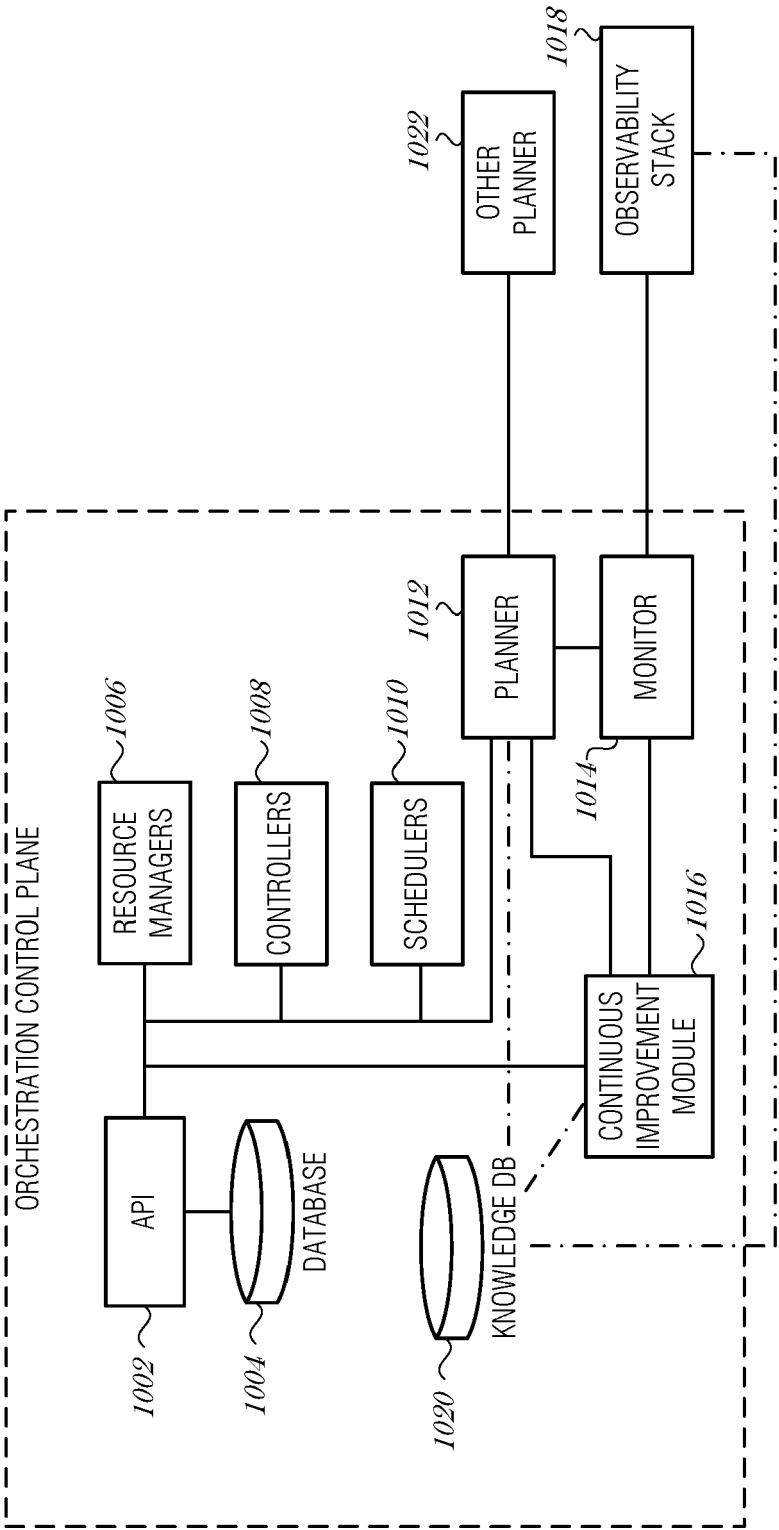 ORCHESTRATION CONTROL PLANE
1002
API
1004
DATABASE
1006
RESOURCE
MANAGERS
1008
CONTROLLERS
1010
SCHEDULERS
1020
KNOWLEDGE DB
1012
PLANNER
1022
OTHER
PLANNER
1016
CONTINUOUS
IMPROVEMENT
MODULE
1014
MONITOR
1018
OBSERVABILITY
STACK